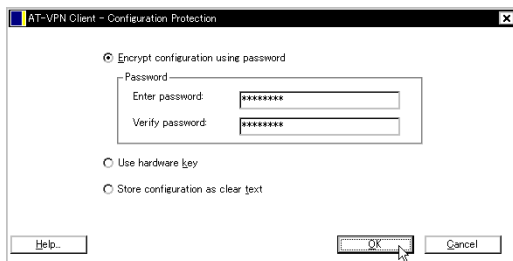 AT-VPN Client - Configuration Protection
Encrypt configuration using password
Password
Enter password:
********
Verify password:
********
Use hardware key
Store configuration as clear text
Help...
OK
Cancel